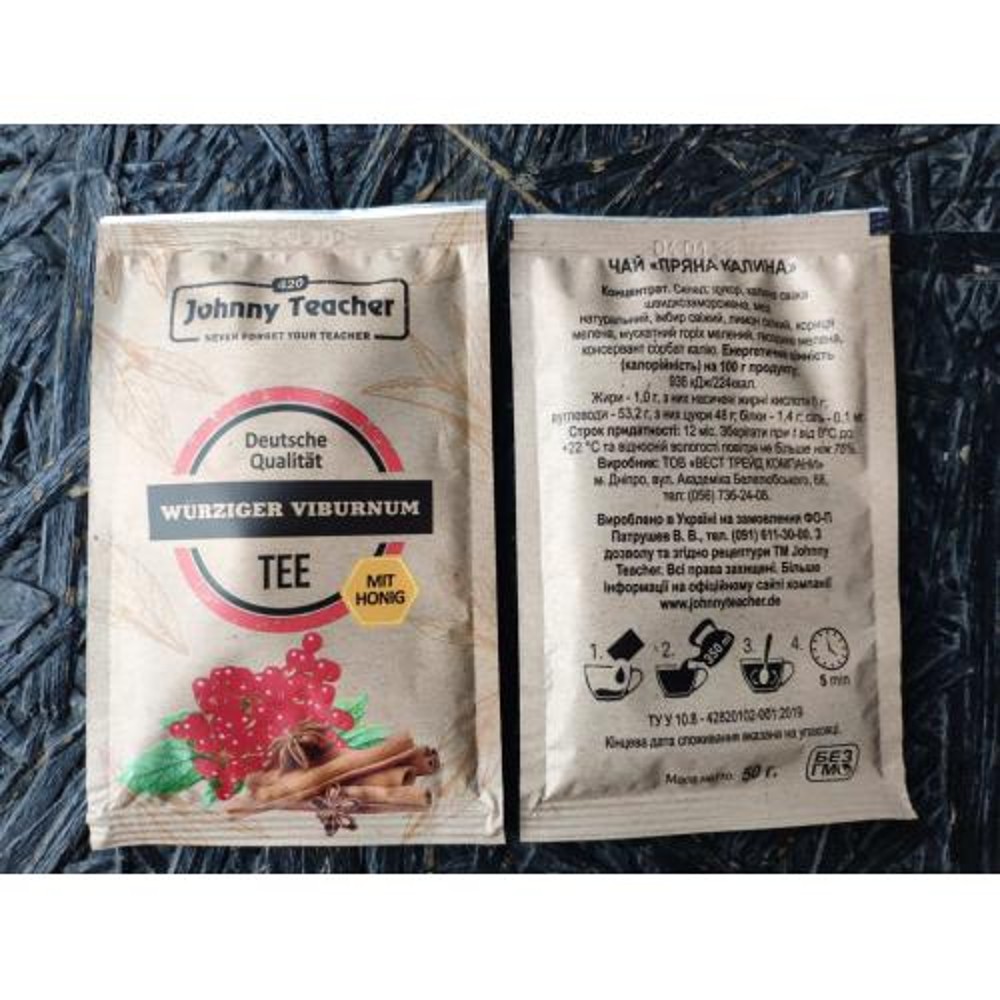 420
Johnny Teacher
NEVER FORGET YOUR TEACHER
Deutsche
Qualität
WURZIGER VIBURNUM
TEE
MIT
HONIG
ЧАЙ «ПРЯНА КАЛИНА»
Концентрат. Склад: цукор, калина свіжа
швидкозаморожена, мед
натуральний, імбир свіжий, лимон свіжий, кориця
мелена, мускатний горіх мелений, гвоздика мелена,
консервант сорбат калію. Енергетична цінність
(калорійність) на 100 г продукту:
936 кДж/224ккал.
Жири - 1,0 г, з них насичені жирні кислоти 6 г;
вуглеводи - 53,2 г, з них цукри 48 г; білки - 1,4 г; сіль - 0,1 мг.
Строк придатності: 12 міс. Зберігати при t від 0°С до
+22 °С та відносній вологості повітря не більше ніж 75%.
Виробник: ТОВ «ВЕСТ ТРЕЙД КОМПАНИ»
м. Дніпро, вул. Академіка Белелюбського, 68,
тел: (056) 736-24-06.
Вироблено в Україні на замовлення ФО-П
Патрушев В. В., тел. (091) 611-30-00. З
дозволу та згідно рецептури ТМ Johnny
Teacher. Всі права захищені. Більше
інформації на офіційному сайті компанії
www.johnnyteacher.de
1. 2. 350 ml 3. 4.
5 min
ТУ У 10.8 - 42820102-001:2019
Кінцева дата споживання вказана на упаковці.
Маса нетто: 50 г.
БЕЗ
ГМО